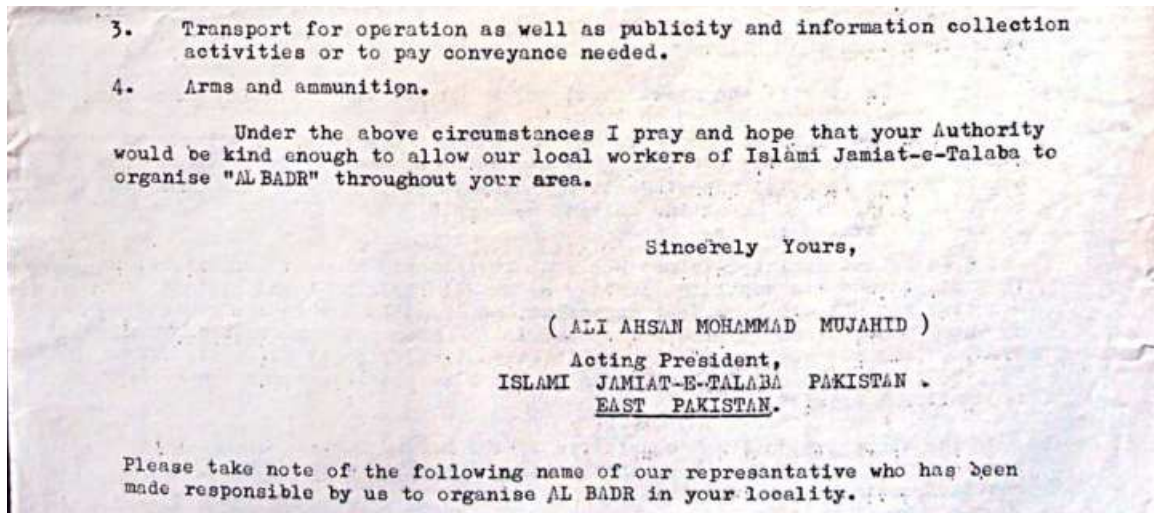 3. Transport for operation as well as publicity and information collection
activities or to pay conveyance needed.
4. Arms and ammunition.
Under the above circumstances I pray and hope that your Authority
would be kind enough to allow our local workers of Islami Jamiat-e-Talaba to
organise "AL BADR" throughout your area.
Sincerely Yours,
( ALI AHSAN MOHAMMAD MUJAHID )
Acting President,
ISLAMI JAMIAT-E-TALABA PAKISTAN .
EAST PAKISTAN.
Please take note of the following name of our represantative who has been
made responsible by us to organise AL BADR in your locality.